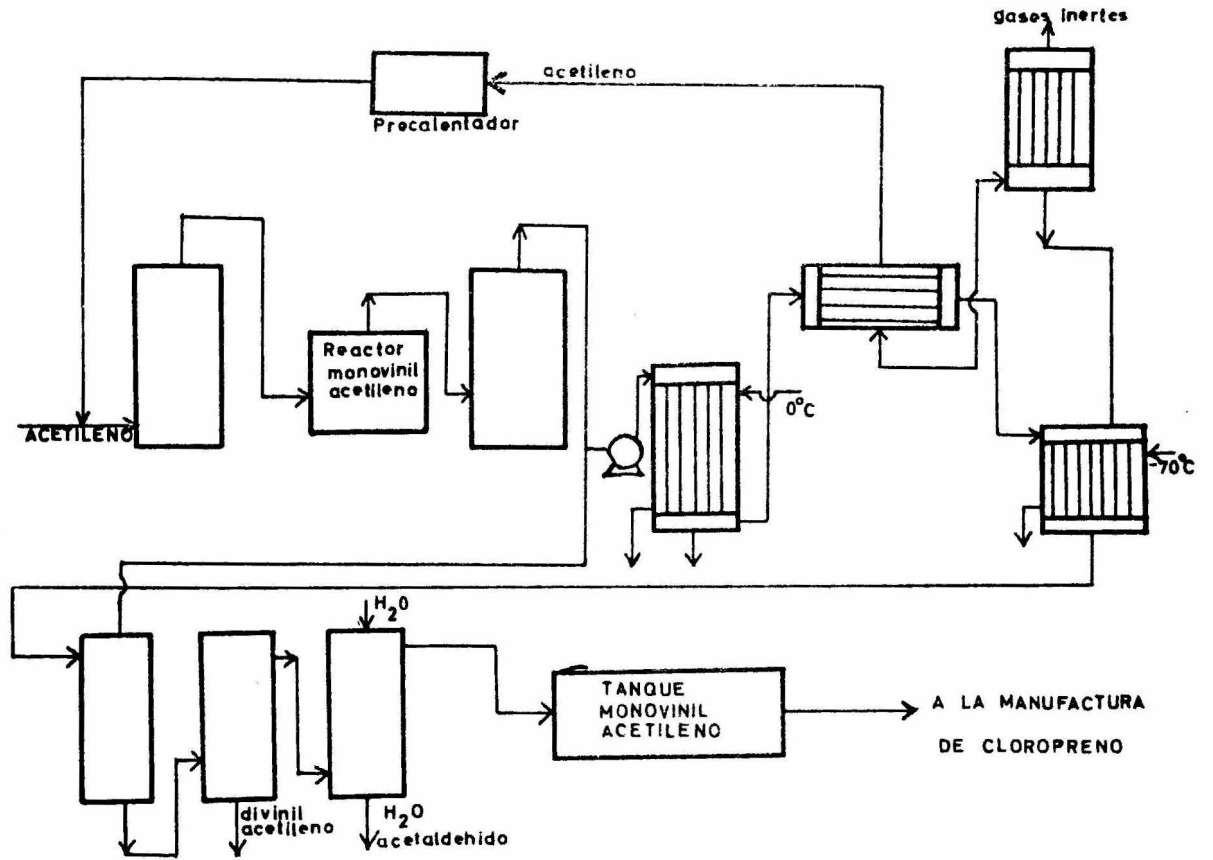 gases inertes
acetileno
Precalentador
Reactor
monovinil
acetileno
ACETILENO
0°C
-70°C
H2O
TANQUE
MONOVINIL
ACETILENO
A LA MANUFACTURA
DE CLOROPRENO
divinil
acetileno
H2O
acetaldehido